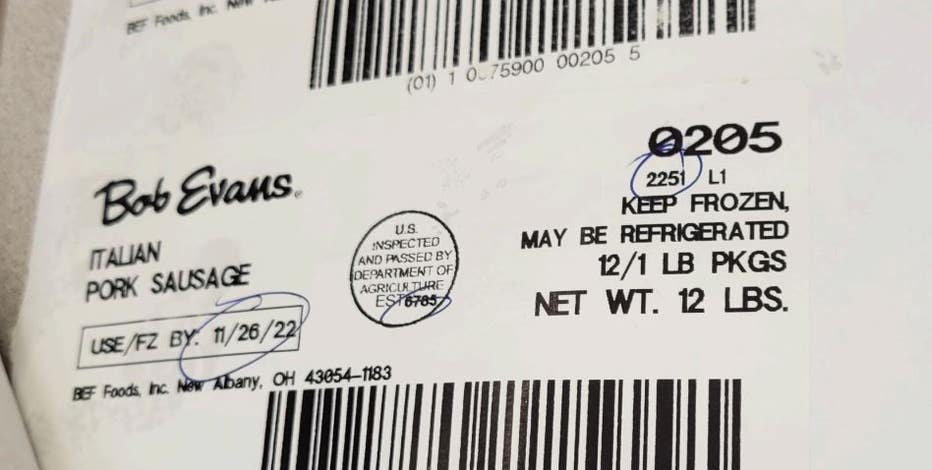 BEF Foods, Inc. New
(01) 1 0 75900 00205 5
0205
2251 L1
KEEP FROZEN,
MAY BE REFRIGERATED
12/1 LB PKGS
NET WT. 12 LBS.
Bob Evans®
ITALIAN
PORK SAUSAGE
USE/FZ BY: 11/26/22
U.S.
INSPECTED
AND PASSED BY
DEPARTMENT OF
AGRICULTURE
EST 6785
BEF Foods, Inc. New Albany, OH 43054-1183